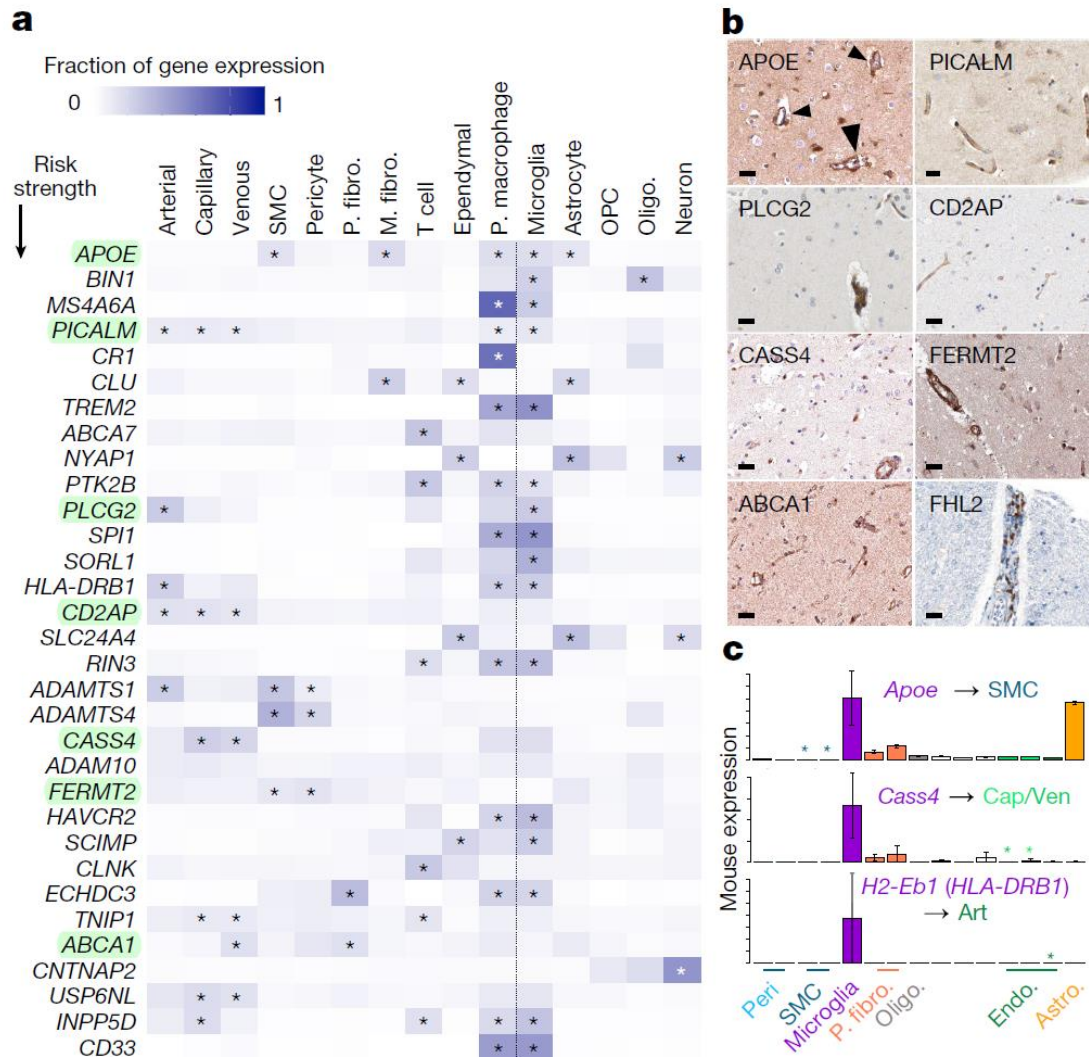 a
Fraction of gene expression
0
1
Risk
strength
Arterial
Capillary
Venous
SMC
Pericyte
P. fibro.
M. fibro.
T cell
Ependymal
P. macrophage
Microglia
Astrocyte
OPC
Oligo.
Neuron
APOE
BIN1
MS4A6A
PICALM
CR1
CLU
TREM2
ABCA7
NYAP1
PTK2B
PLCG2
SPI1
SORL1
HLA-DRB1
CD2AP
SLC24A4
RIN3
ADAMTS1
ADAMTS4
CASS4
ADAM10
FERMT2
HAVCR2
SCIMP
CLNK
ECHDC3
TNIP1
ABCA1
CNTNAP2
USP6NL
INPP5D
CD33
b
APOE
PICALM
PLCG2
CD2AP
CASS4
FERMT2
ABCA1
FHL2
c
Mouse expression
Apoe → SMC
Cass4 → Cap/Ven
H2-Eb1 (HLA-DRB1)
→ Art
Peri
SMC
Microglia
P. fibro.
Oligo.
Endo.
Astro.